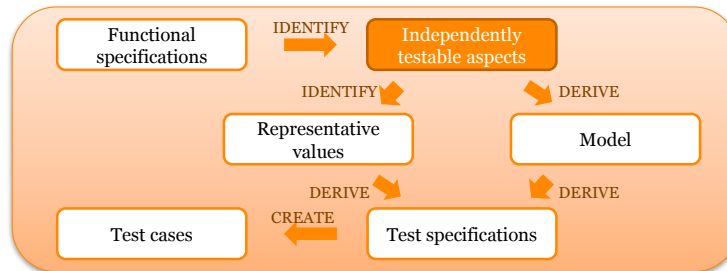 Functional
specifications
IDENTIFY
Independently
testable aspects
IDENTIFY
DERIVE
Representative
values
Model
DERIVE
DERIVE
CREATE
Test cases
Test specifications